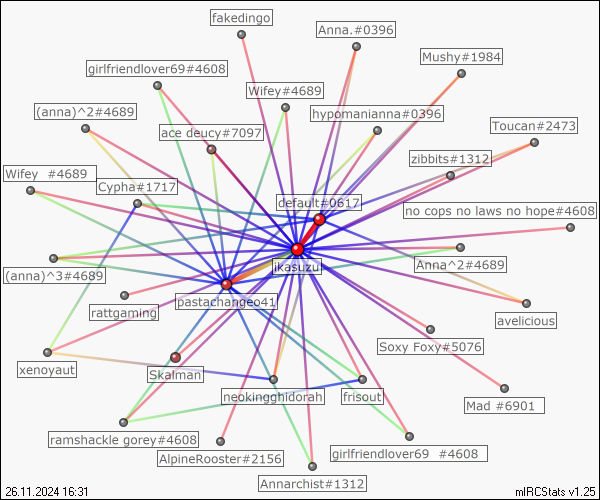 fakedingo
Anna.#0396
Mushy#1984
girlfriendlover69#4608
Wifey#4689
(anna)^2#4689
hypomanianna#0396
Toucan#2473
ace deucy#7097
zibbits#1312
Wifey  #4689
Cypha#1717
default#0617
no cops no laws no hope#4608
ikasuzu
Anna^2#4689
(anna)^3#4689
pastachangeo41
rattgaming
avelicious
Soxy Foxy#5076
xenoyaut
Skalman
neokingghidorah
frisout
Mad #6901
ramshackle gorey#4608
AlpineRooster#2156
girlfriendlover69  #4608
Annarchist#1312
26.11.2024 16:31
mIRCStats v1.25